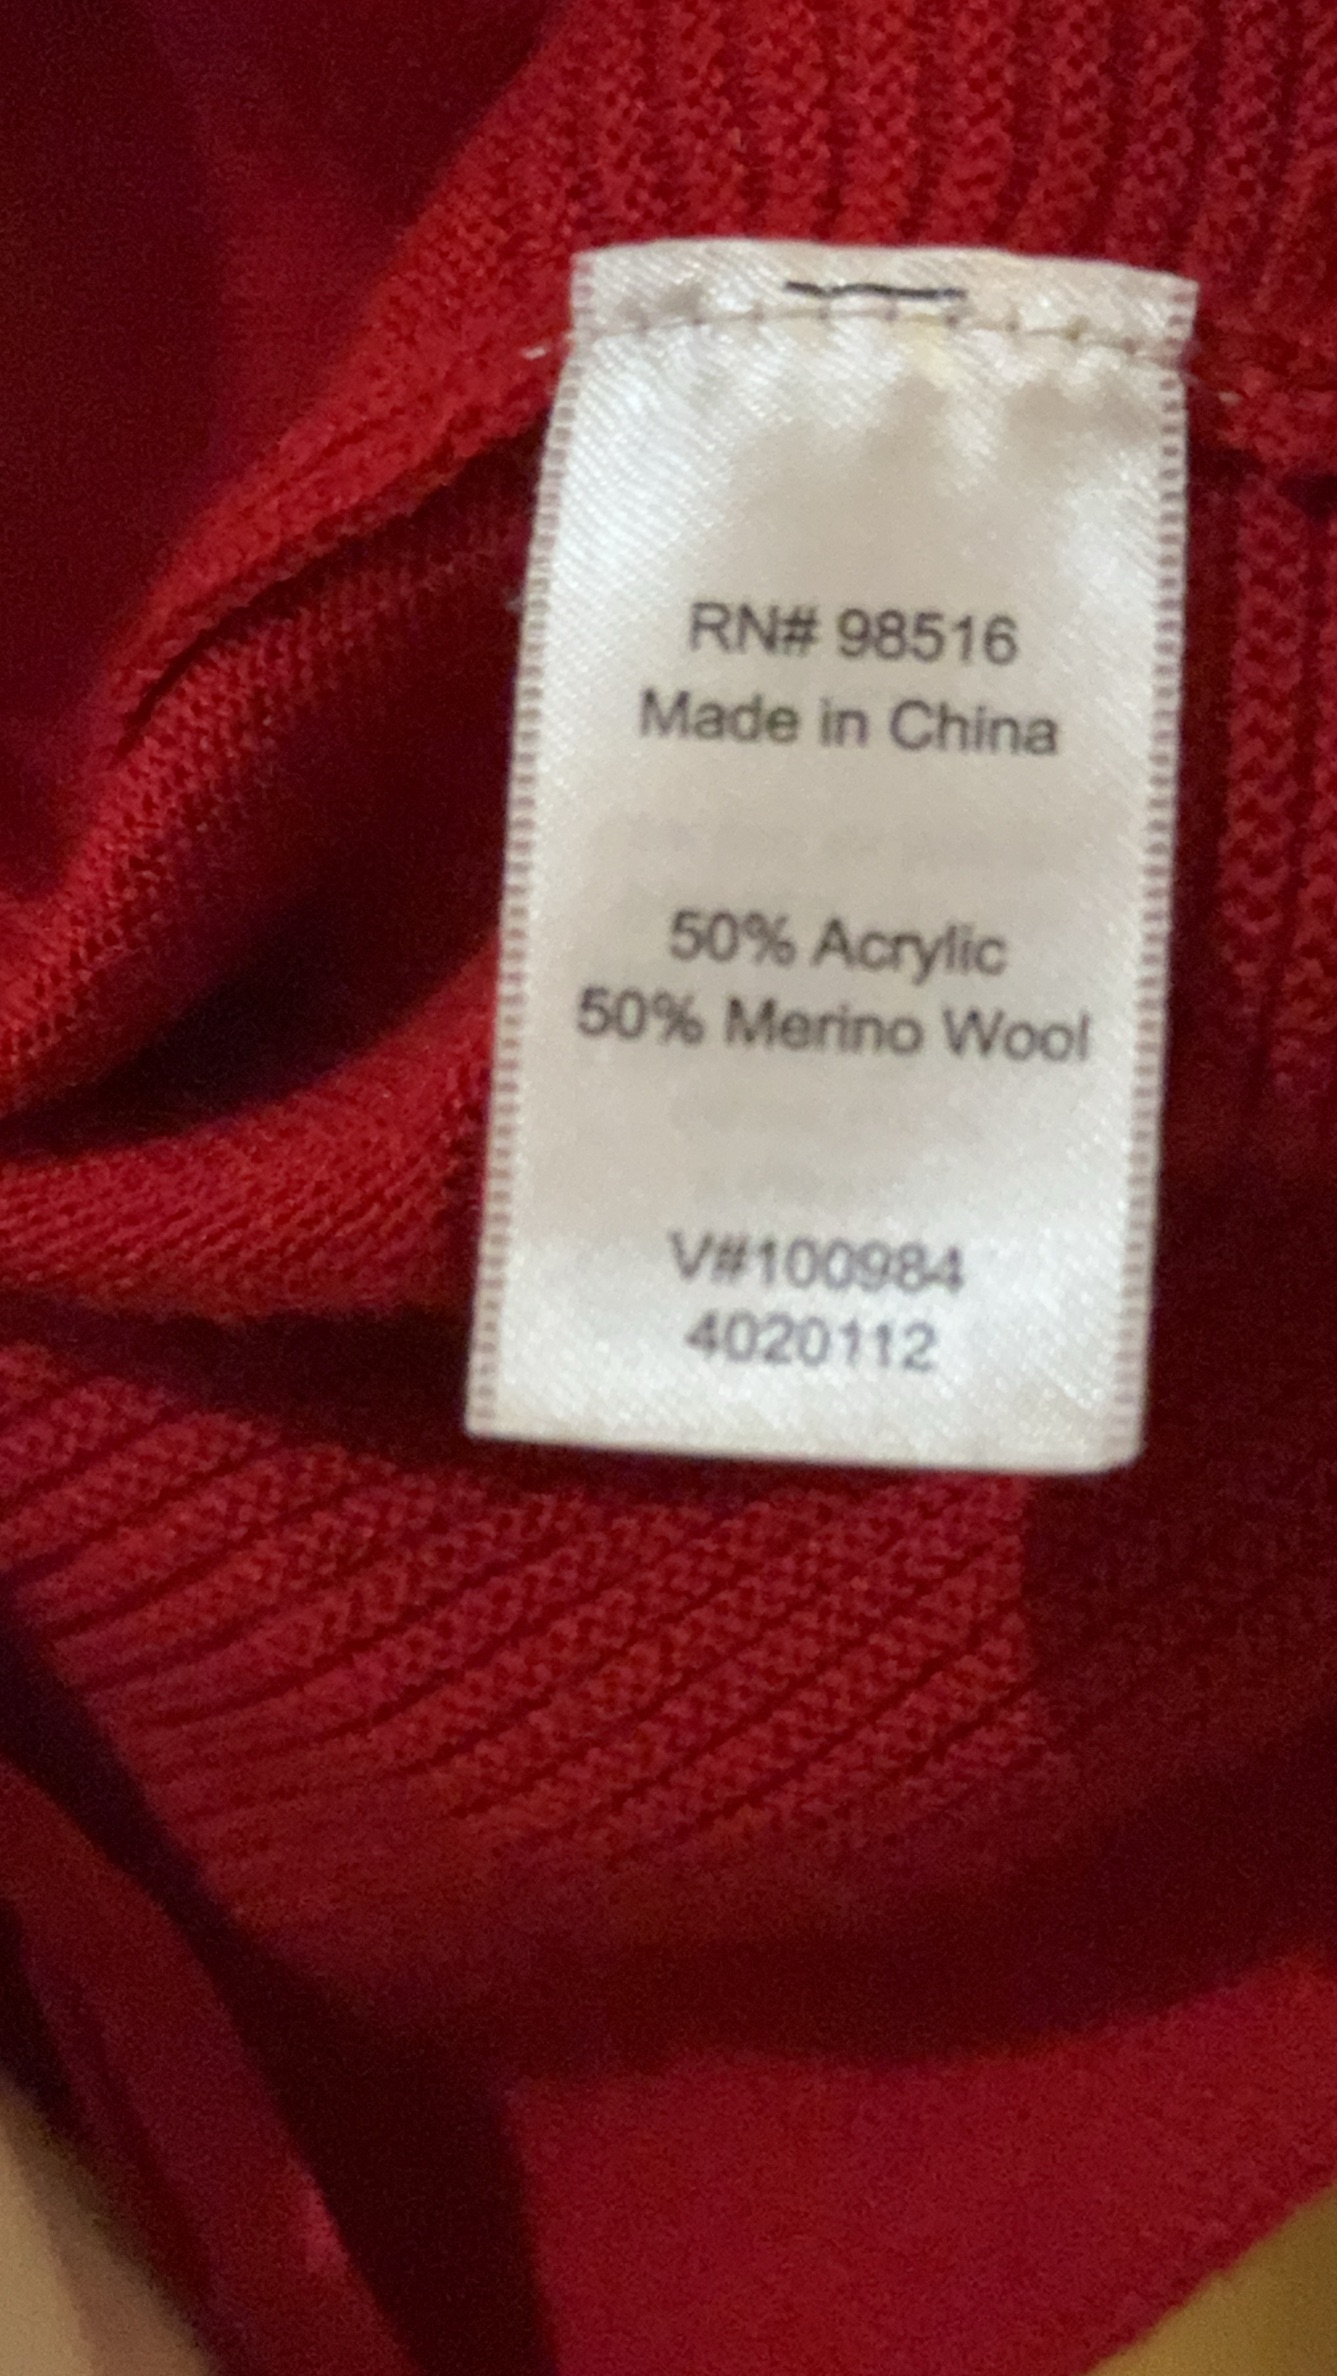 RN# 98516
Made in China
50% Acrylic
50% Merino Wool
V#100984
4020112